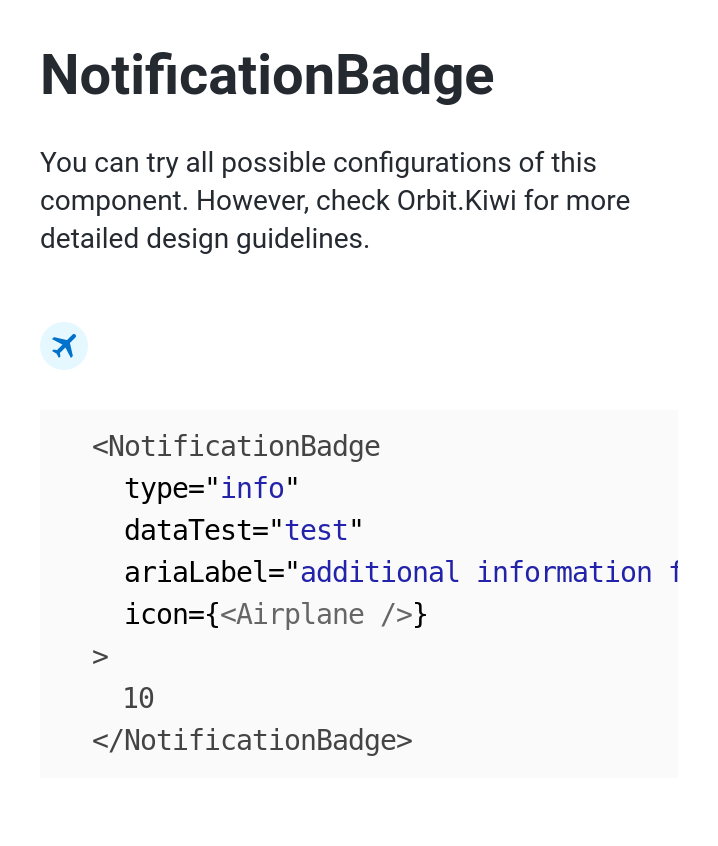 NotificationBadge
You can try all possible configurations of this
component. However, check Orbit.Kiwi for more
detailed design guidelines.
<NotificationBadge
type="info"
dataTest="test"
ariaLabel="additional information
icon={<Airplane />}
>
10
</NotificationBadge>